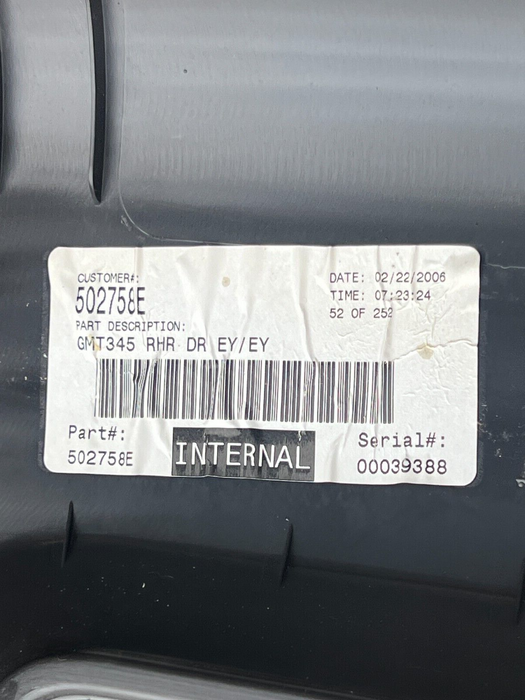 CUSTOMER#:
502758E
PART DESCRIPTION:
GMT345 RHR DR EY/EY
DATE: 02/22/2006
TIME: 07:23:24
52 OF 252
Part#:
502758E
INTERNAL
Serial#:
00039388